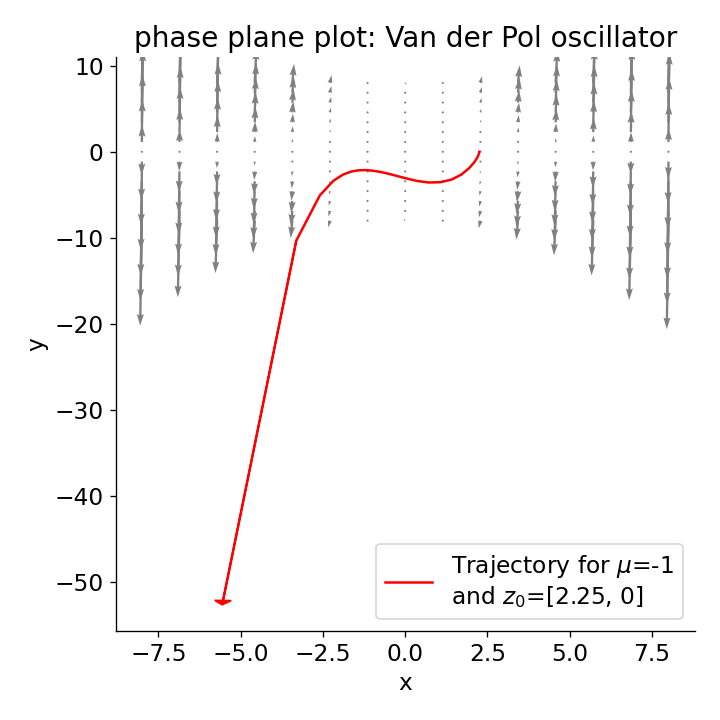 phase plane plot: Van der Pol oscillator
10
0
−10
−20
−30
−40
−50
y
−7.5 −5.0 −2.5 0.0 2.5 5.0 7.5
x
Trajectory for μ=-1
and z₀=[2.25, 0]